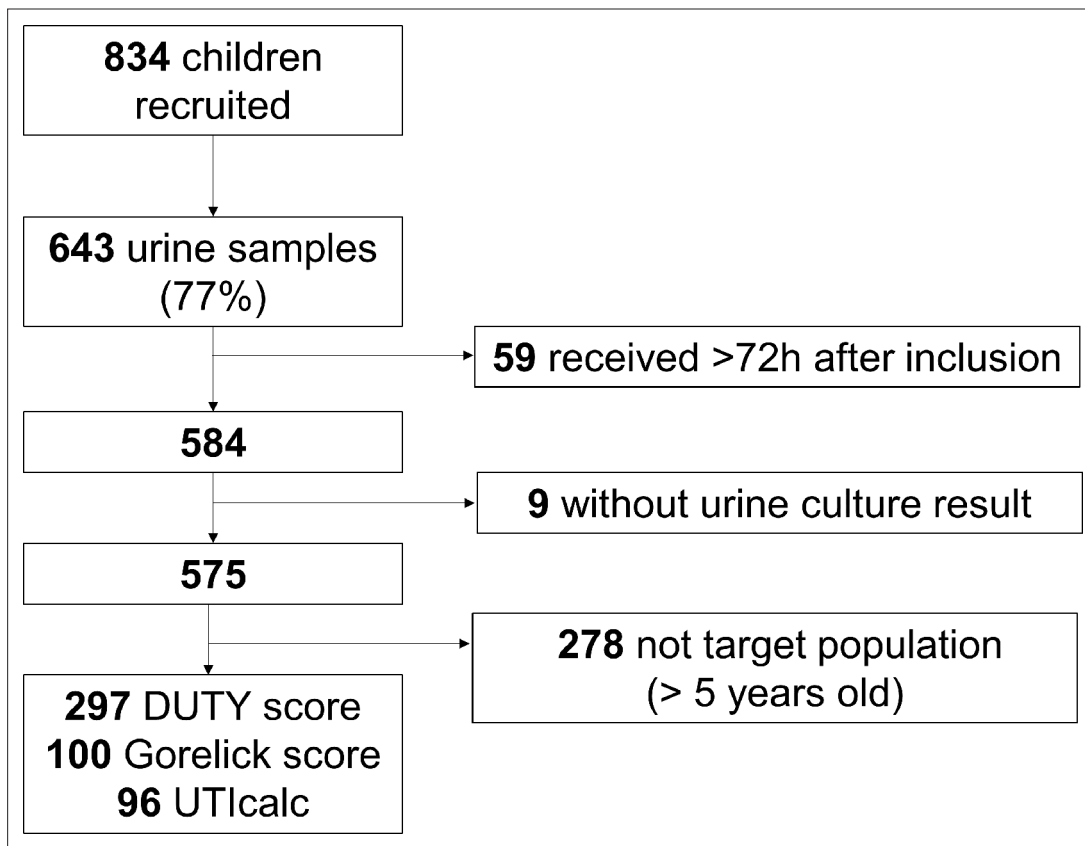 834 children
recruited
643 urine samples
(77%)
59 received >72h after inclusion
584
9 without urine culture result
575
278 not target population
(> 5 years old)
297 DUTY score
100 Gorelick score
96 UTIcalc